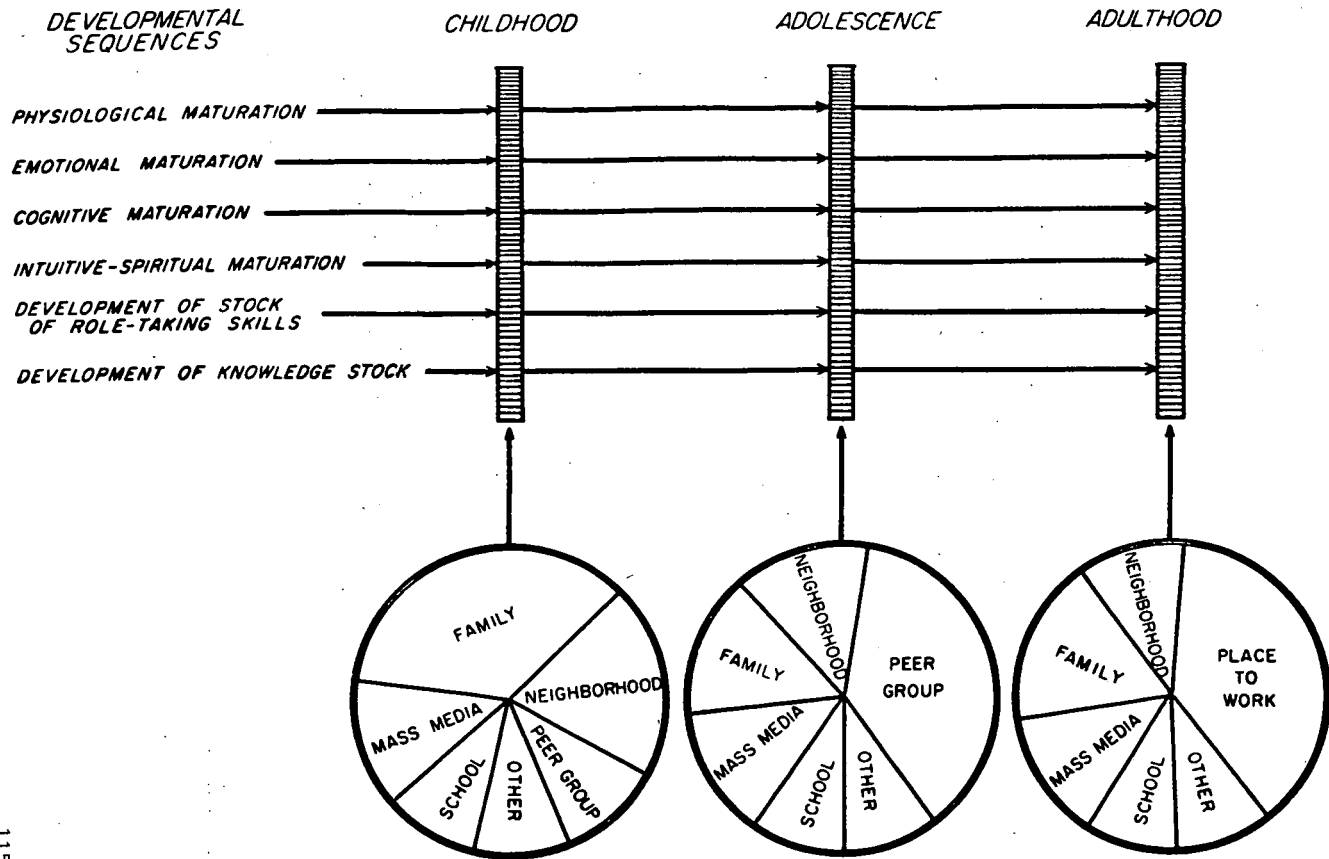 DEVELOPMENTAL
SEQUENCES
CHILDHOOD
ADOLESCENCE
ADULTHOOD
PHYSIOLOGICAL MATURATION
EMOTIONAL MATURATION
COGNITIVE MATURATION
INTUITIVE-SPIRITUAL MATURATION
DEVELOPMENT OF STOCK
OF ROLE-TAKING SKILLS
DEVELOPMENT OF KNOWLEDGE STOCK
FAMILY
NEIGHBORHOOD
MASS MEDIA
SCHOOL
OTHER
PEER GROUP
NEIGHBORHOOD
FAMILY
PEER
GROUP
MASS MEDIA
SCHOOL
OTHER
NEIGHBORHOOD
FAMILY
PLACE
TO
WORK
MASS MEDIA
SCHOOL
OTHER